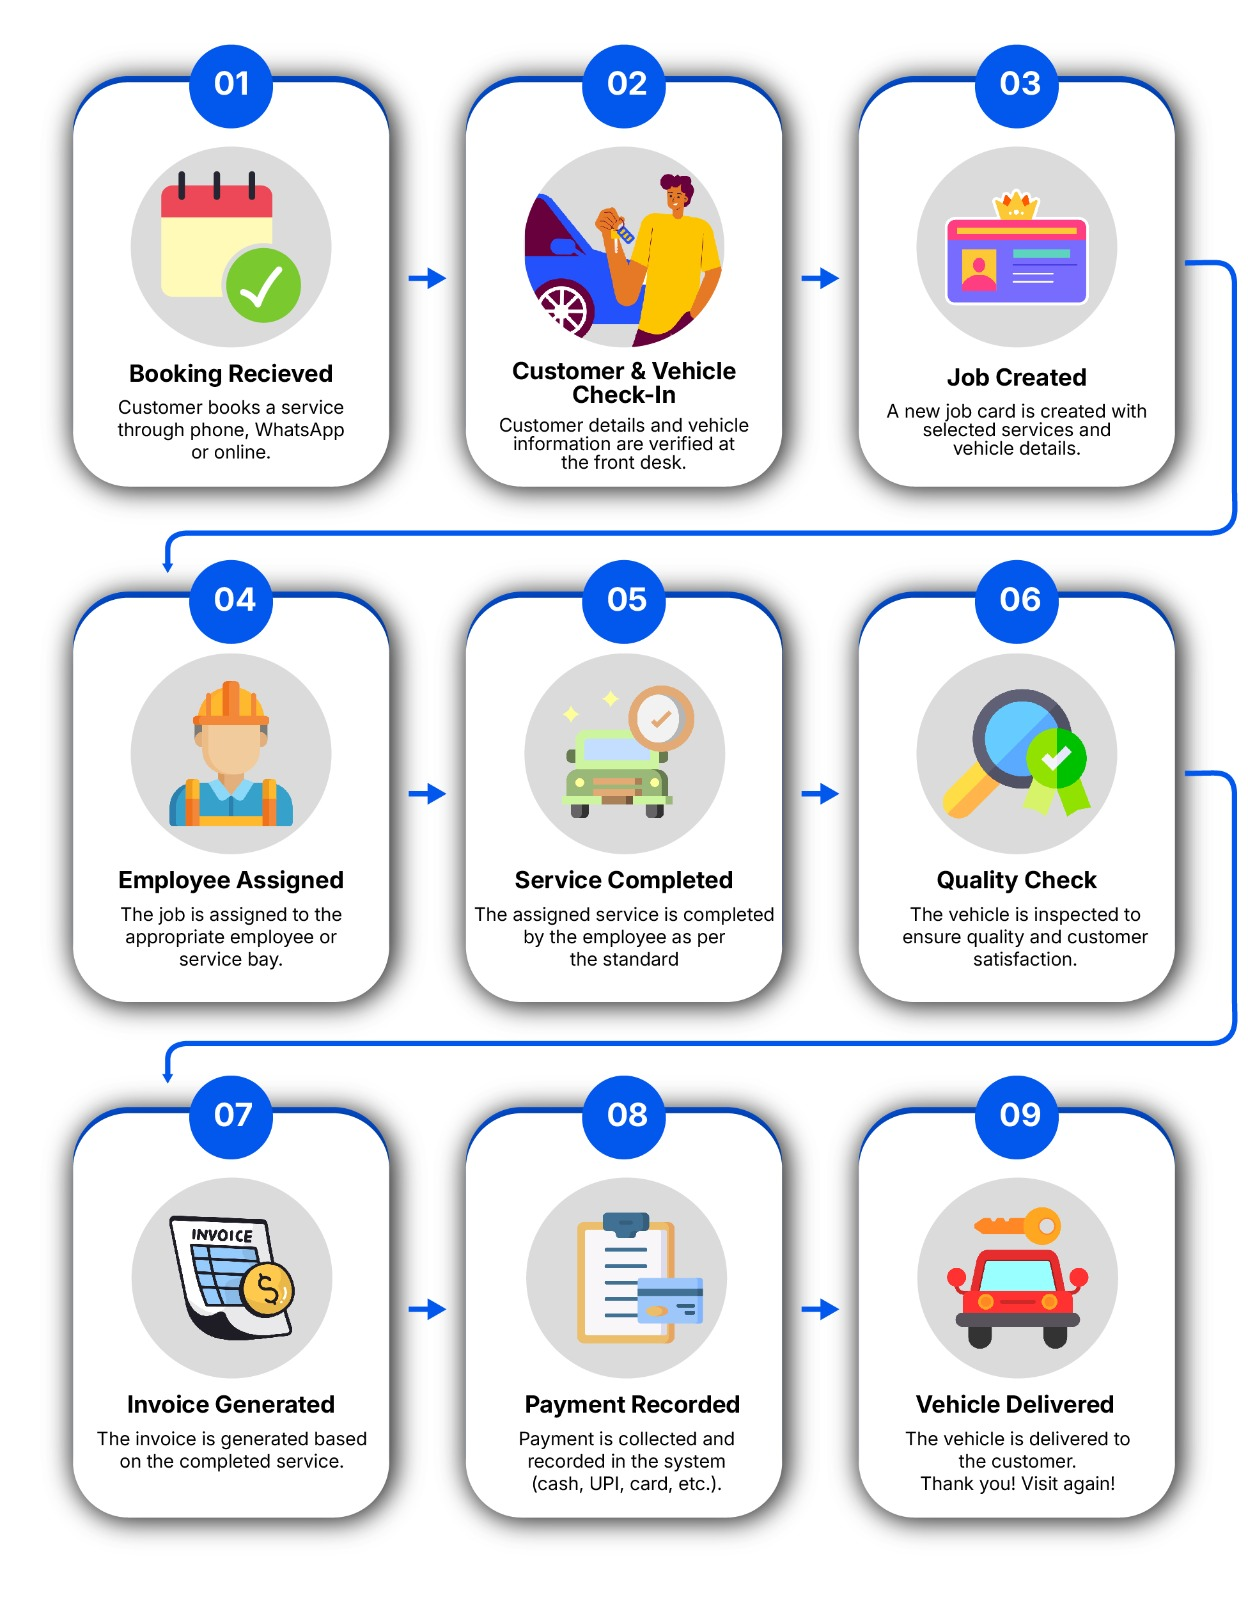 01
Booking Recieved
Customer books a service
through phone, WhatsApp
or online.
02
Customer & Vehicle
Check-In
Customer details and vehicle
information are verified at
the front desk.
03
Job Created
A new job card is created with
selected services and
vehicle details.
04
Employee Assigned
The job is assigned to the
appropriate employee or
service bay.
05
Service Completed
The assigned service is completed
by the employee as per
the standard
06
Quality Check
The vehicle is inspected to
ensure quality and customer
satisfaction.
07
INVOICE
$
Invoice Generated
The invoice is generated based
on the completed service.
08
Payment Recorded
Payment is collected and
recorded in the system
(cash, UPI, card, etc.).
09
Vehicle Delivered
The vehicle is delivered to
the customer.
Thank you! Visit again!